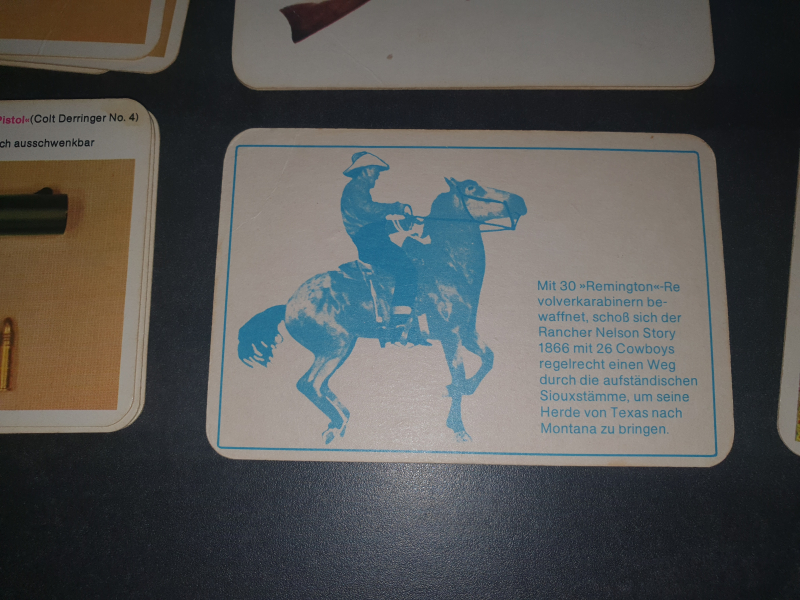 Pistol«(Colt Derringer No. 4)
ch ausschwenkbar
Mit 30 »Remington«-Re
volverkarabinern be-
waffnet, schoß sich der
Rancher Nelson Story
1866 mit 26 Cowboys
regelrecht einen Weg
durch die aufständischen
Siouxstämme, um seine
Herde von Texas nach
Montana zu bringen.